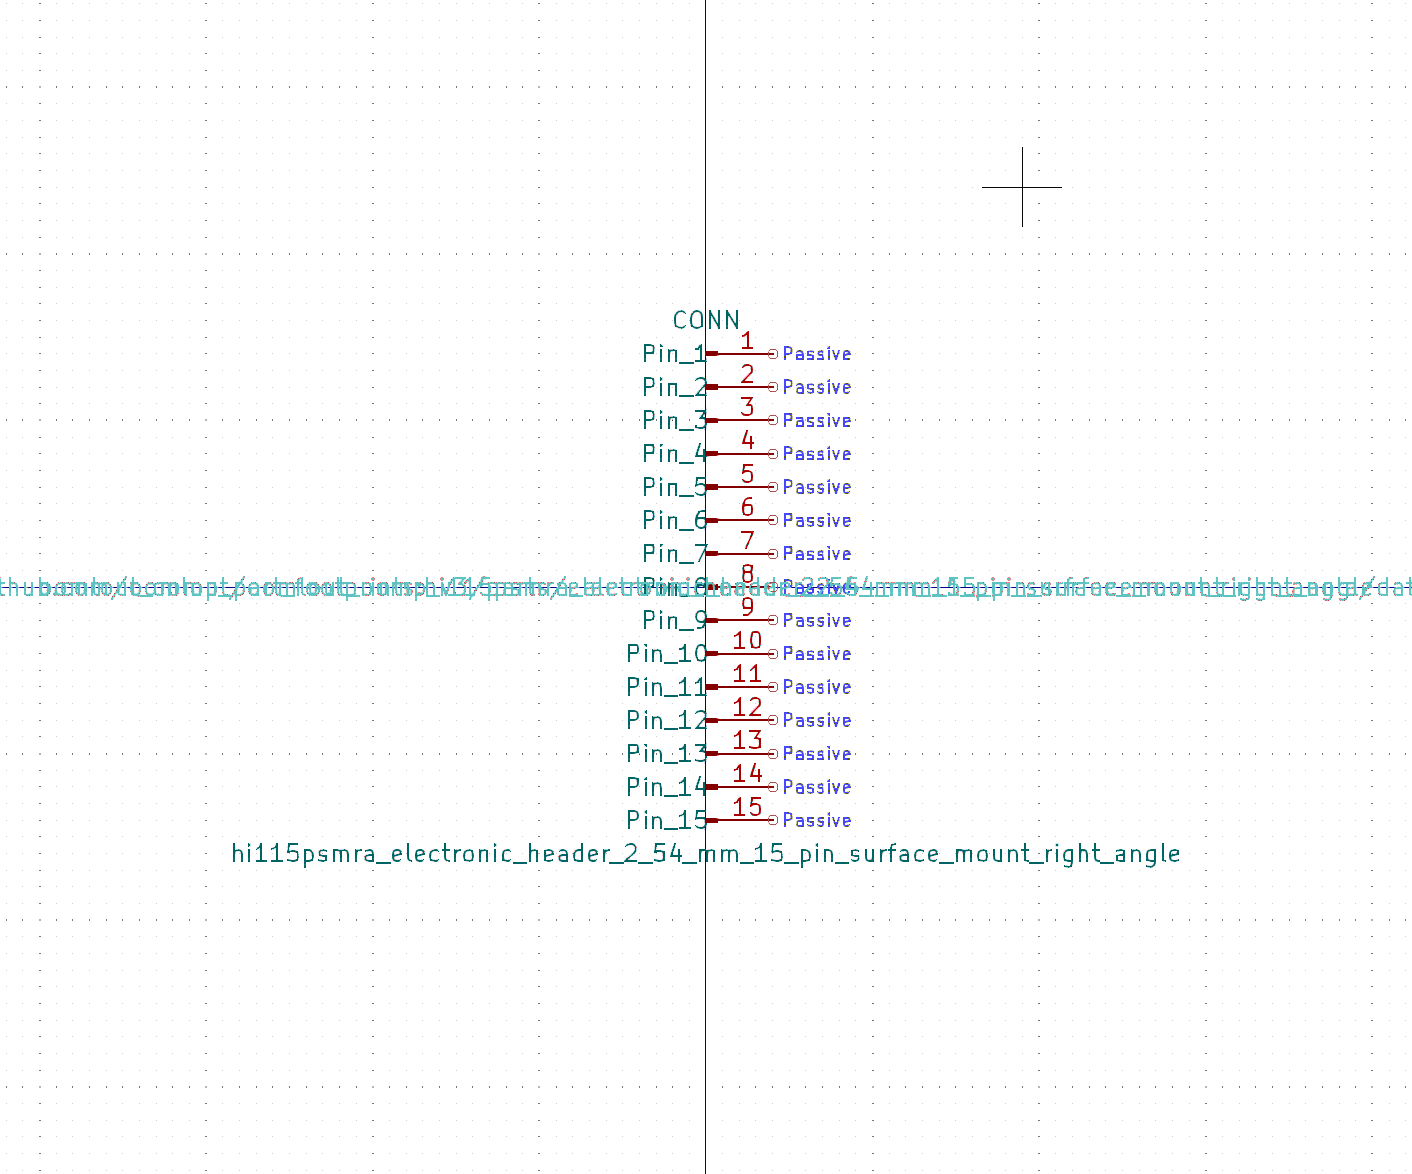 CONN
Pin_1 1 Passive
Pin_2 2 Passive
Pin_3 3 Passive
Pin_4 4 Passive
Pin_5 5 Passive
Pin_6 6 Passive
Pin_7 7 Passive
Pin_8 8 Passive
Pin_9 9 Passive
Pin_10 10 Passive
Pin_11 11 Passive
Pin_12 12 Passive
Pin_13 13 Passive
Pin_14 14 Passive
Pin_15 15 Passive
hi115psmra_electronic_header_2_54_mm_15_pin_surface_mount_right_angle